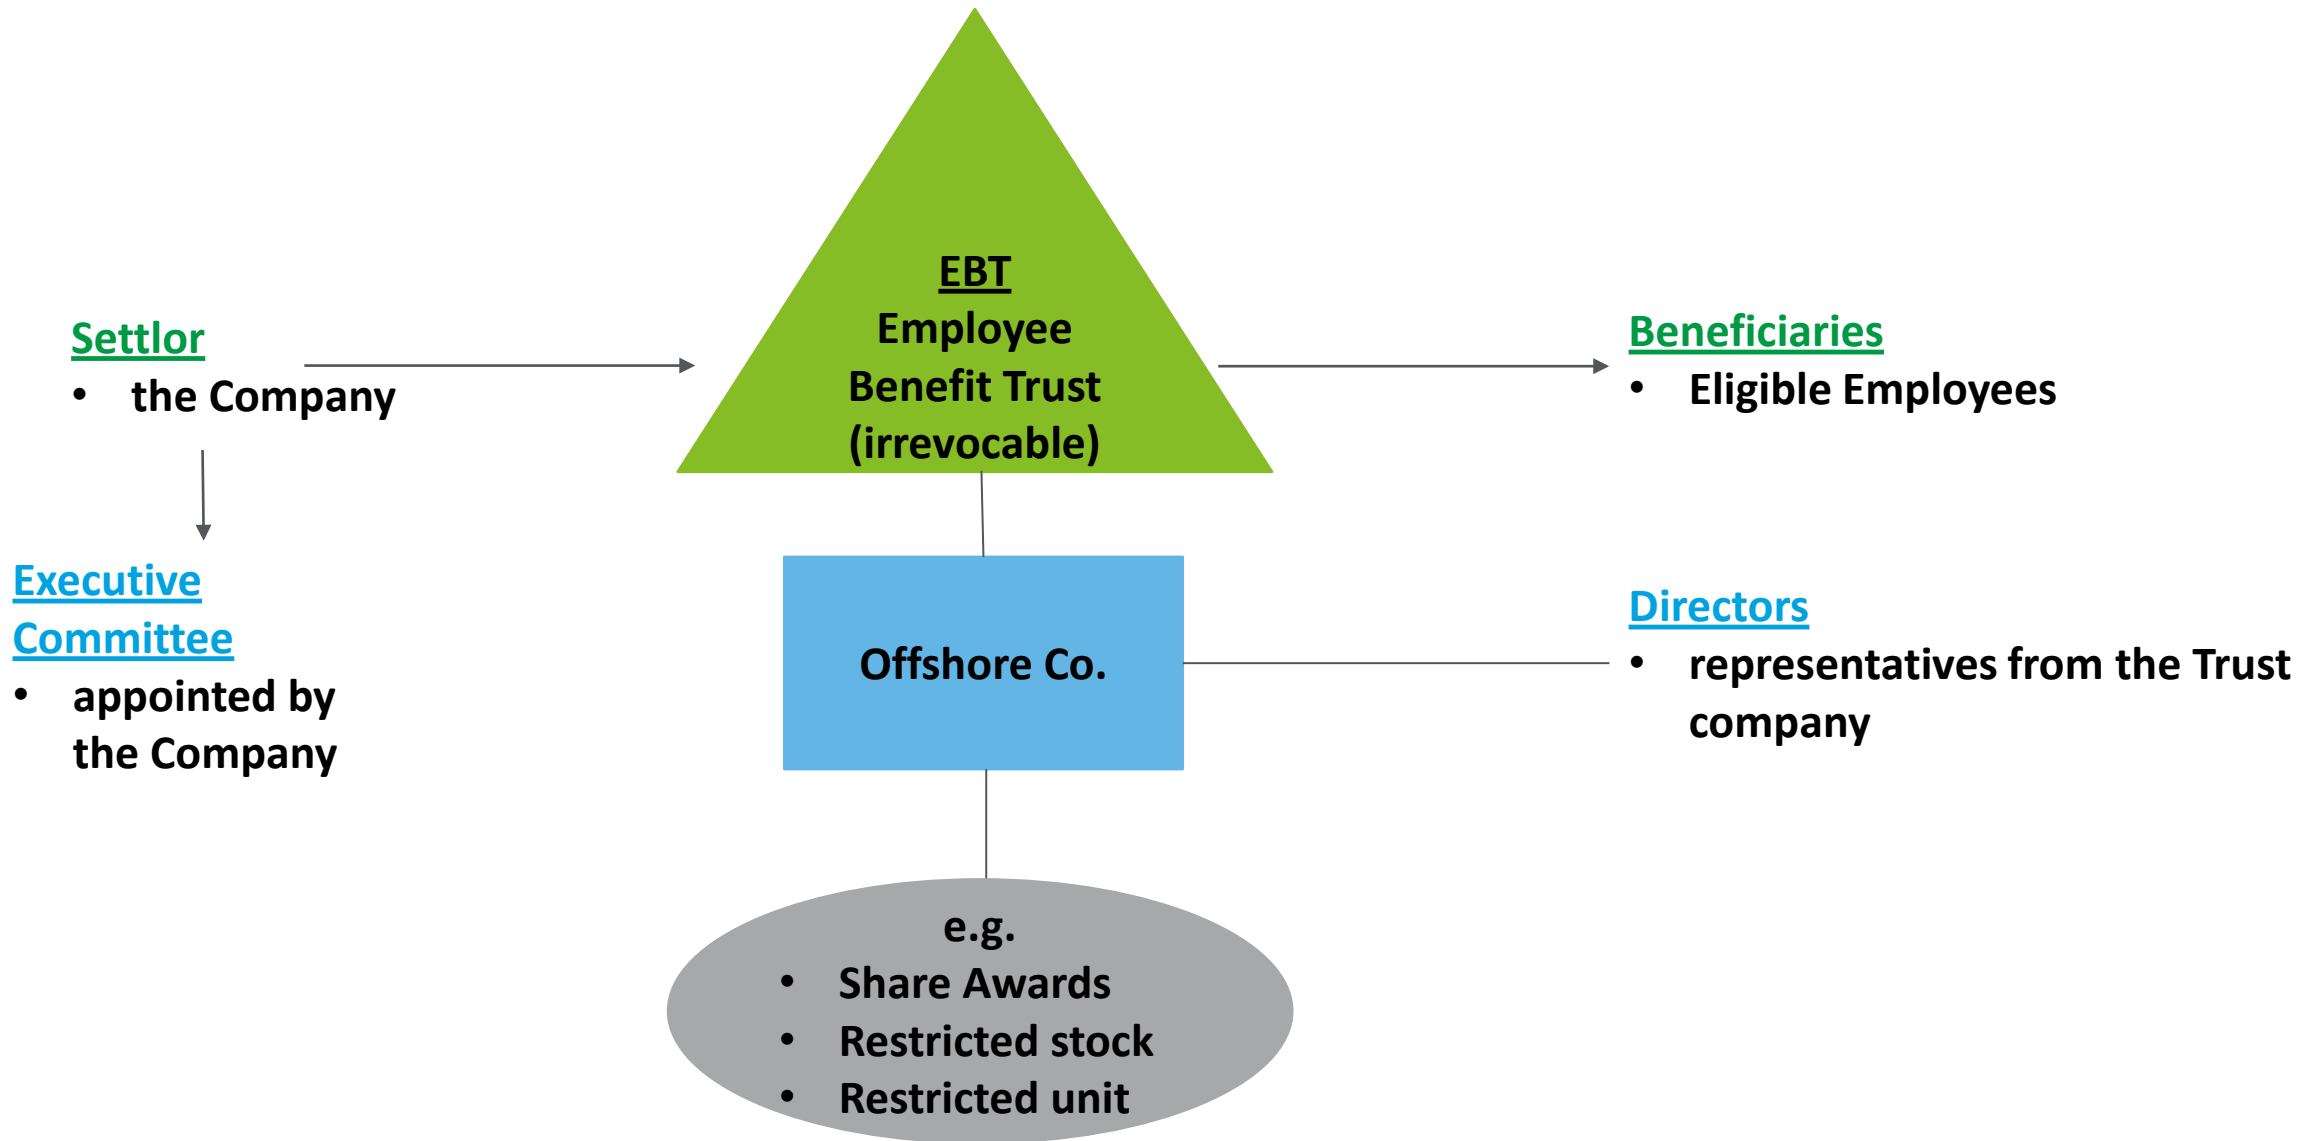 EBT
Employee
Benefit Trust
(irrevocable)
Settlor
• the Company
Beneficiaries
• Eligible Employees
Executive
Committee
• appointed by
the Company
Offshore Co.
Directors
• representatives from the Trust
company
e.g.
• Share Awards
• Restricted stock
• Restricted unit